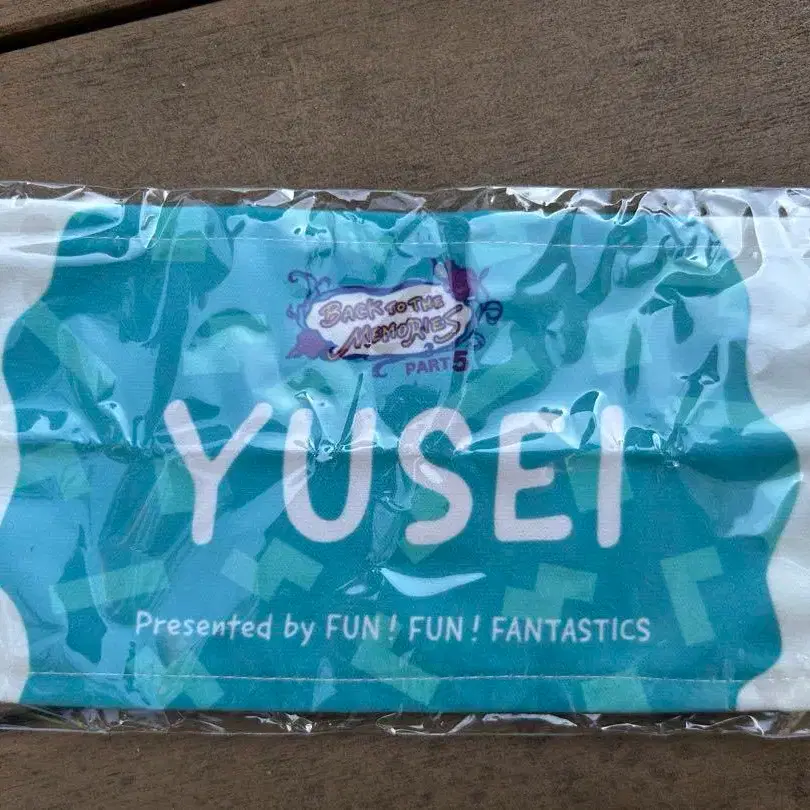 BACK TO THE
MEMORIES
PART5
YUSEI
Presented by FUN! FUN! FANTASTICS